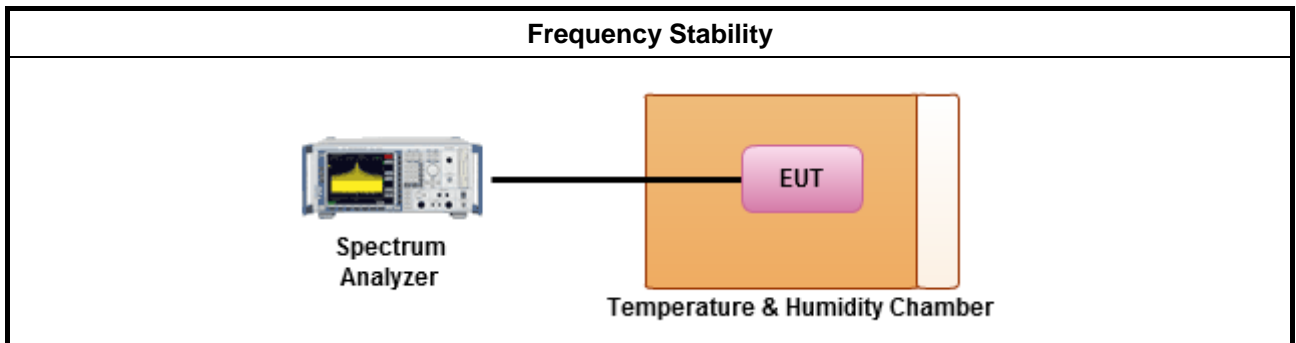 Frequency Stability
EUT
Spectrum
Analyzer
Temperature & Humidity Chamber